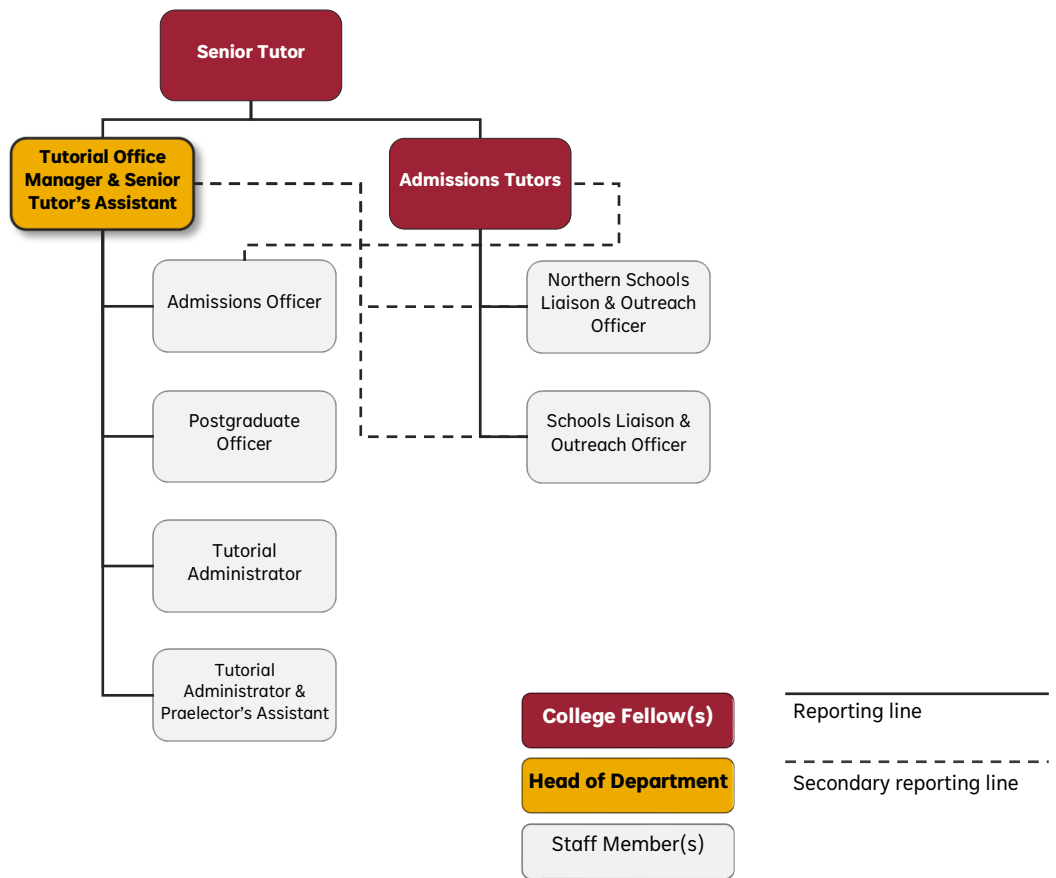 Senior Tutor
Tutorial Office
Manager & Senior
Tutor’s Assistant
Admissions Tutors
Admissions Officer
Northern Schools
Liaison & Outreach
Officer
Postgraduate
Officer
Schools Liaison &
Outreach Officer
Tutorial
Administrator
Tutorial
Administrator &
Praelector’s Assistant
College Fellow(s)
Reporting line
Head of Department
Secondary reporting line
Staff Member(s)